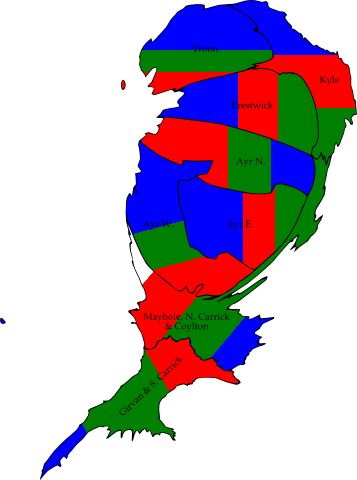 Troon
Kyle
Prestwick
Ayr N.
Ayr W.
Ayr E.
Maybole, N. Carrick
& Coylton
Girvan & S. Carrick